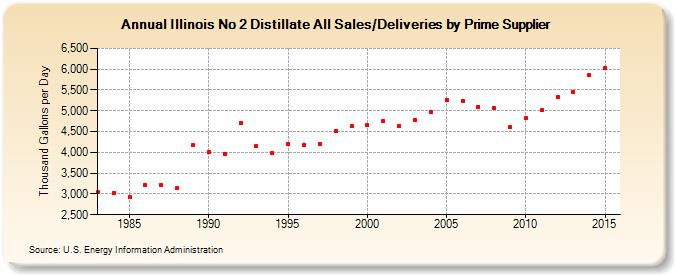 Annual Illinois No 2 Distillate All Sales/Deliveries by Prime Supplier
Thousand Gallons per Day
6,500
6,000
5,500
5,000
4,500
4,000
3,500
3,000
2,500
1985 1990 1995 2000 2005 2010 2015
Source: U.S. Energy Information Administration